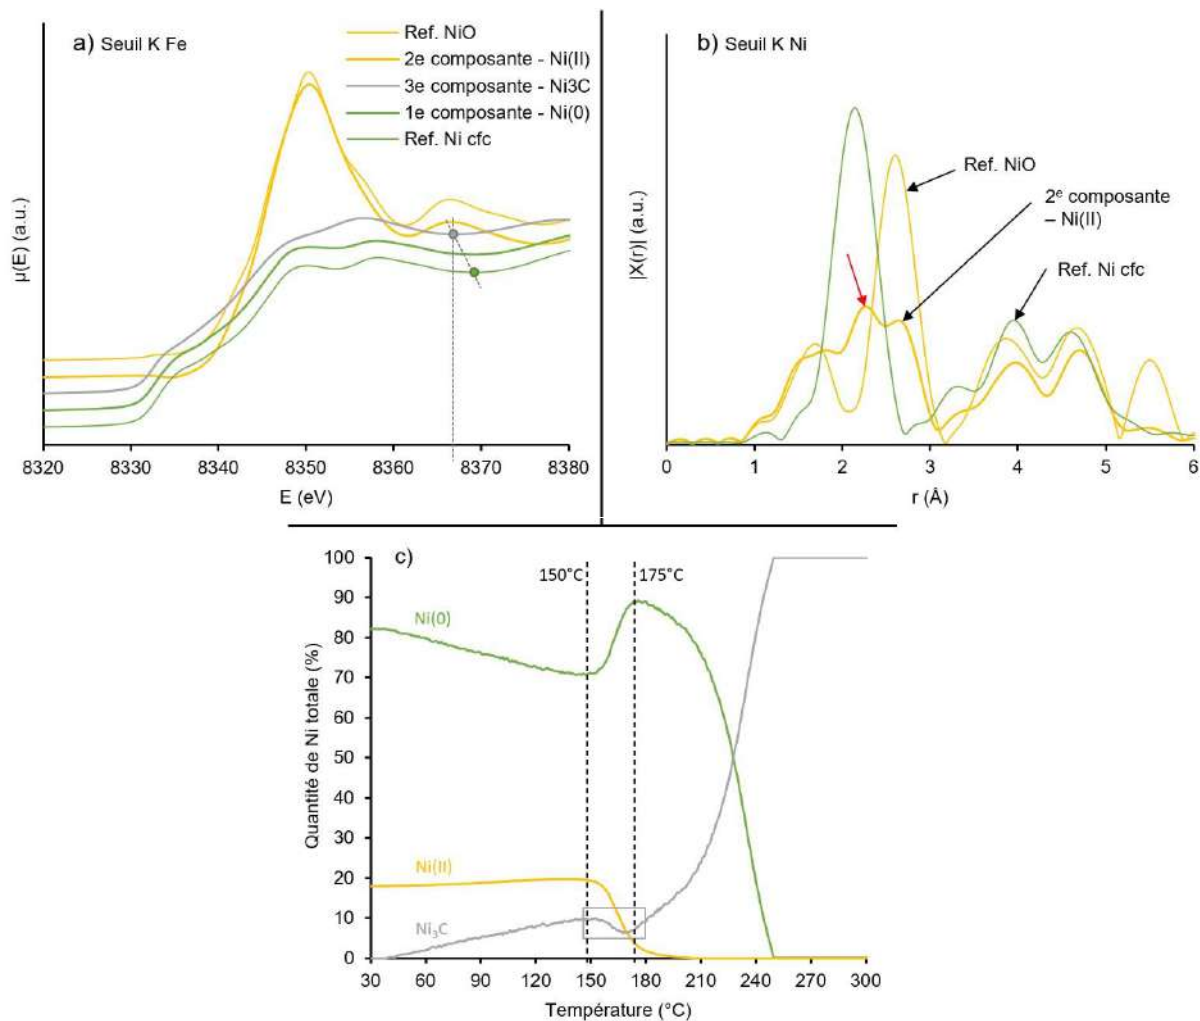 a) Seuil K Fe
Ref. NiO
2e composante - Ni(II)
3e composante - Ni3C
1e composante - Ni(0)
Ref. Ni cfc
μ(E) (a.u.)
8320 8330 8340 8350 8360 8370 8380
E (eV)
b) Seuil K Ni
Ref. NiO
2e composante
– Ni(II)
Ref. Ni cfc
|X(r)| (a.u.)
0 1 2 3 4 5 6
r (Å)
c)
150°C
175°C
Ni(0)
Ni(II)
Ni₃C
Quantité de Ni totale (%)
100
90
80
70
60
50
40
30
20
10
0
30 60 90 120 150 180 210 240 270 300
Température (°C)